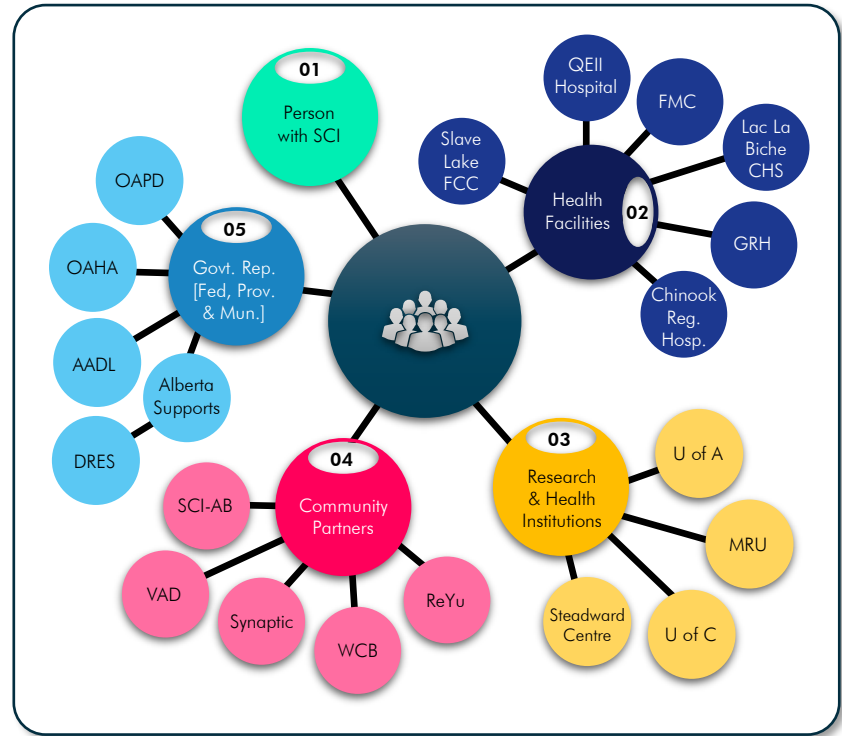 01
Person
with SCI
QEII
Hospital
FMC
Lac La
Biche
CHS
Slave
Lake
FCC
Health
Facilities
02
GRH
Chinook
Reg.
Hosp.
OAPD
05
Govt. Rep.
[Fed, Prov.
& Mun.]
OAHA
AADL
Alberta
Supports
DRES
04
Community
Partners
SCI-AB
VAD
Synaptic
WCB
ReYu
03
Research
& Health
Institutions
U of A
MRU
U of C
Steadward
Centre